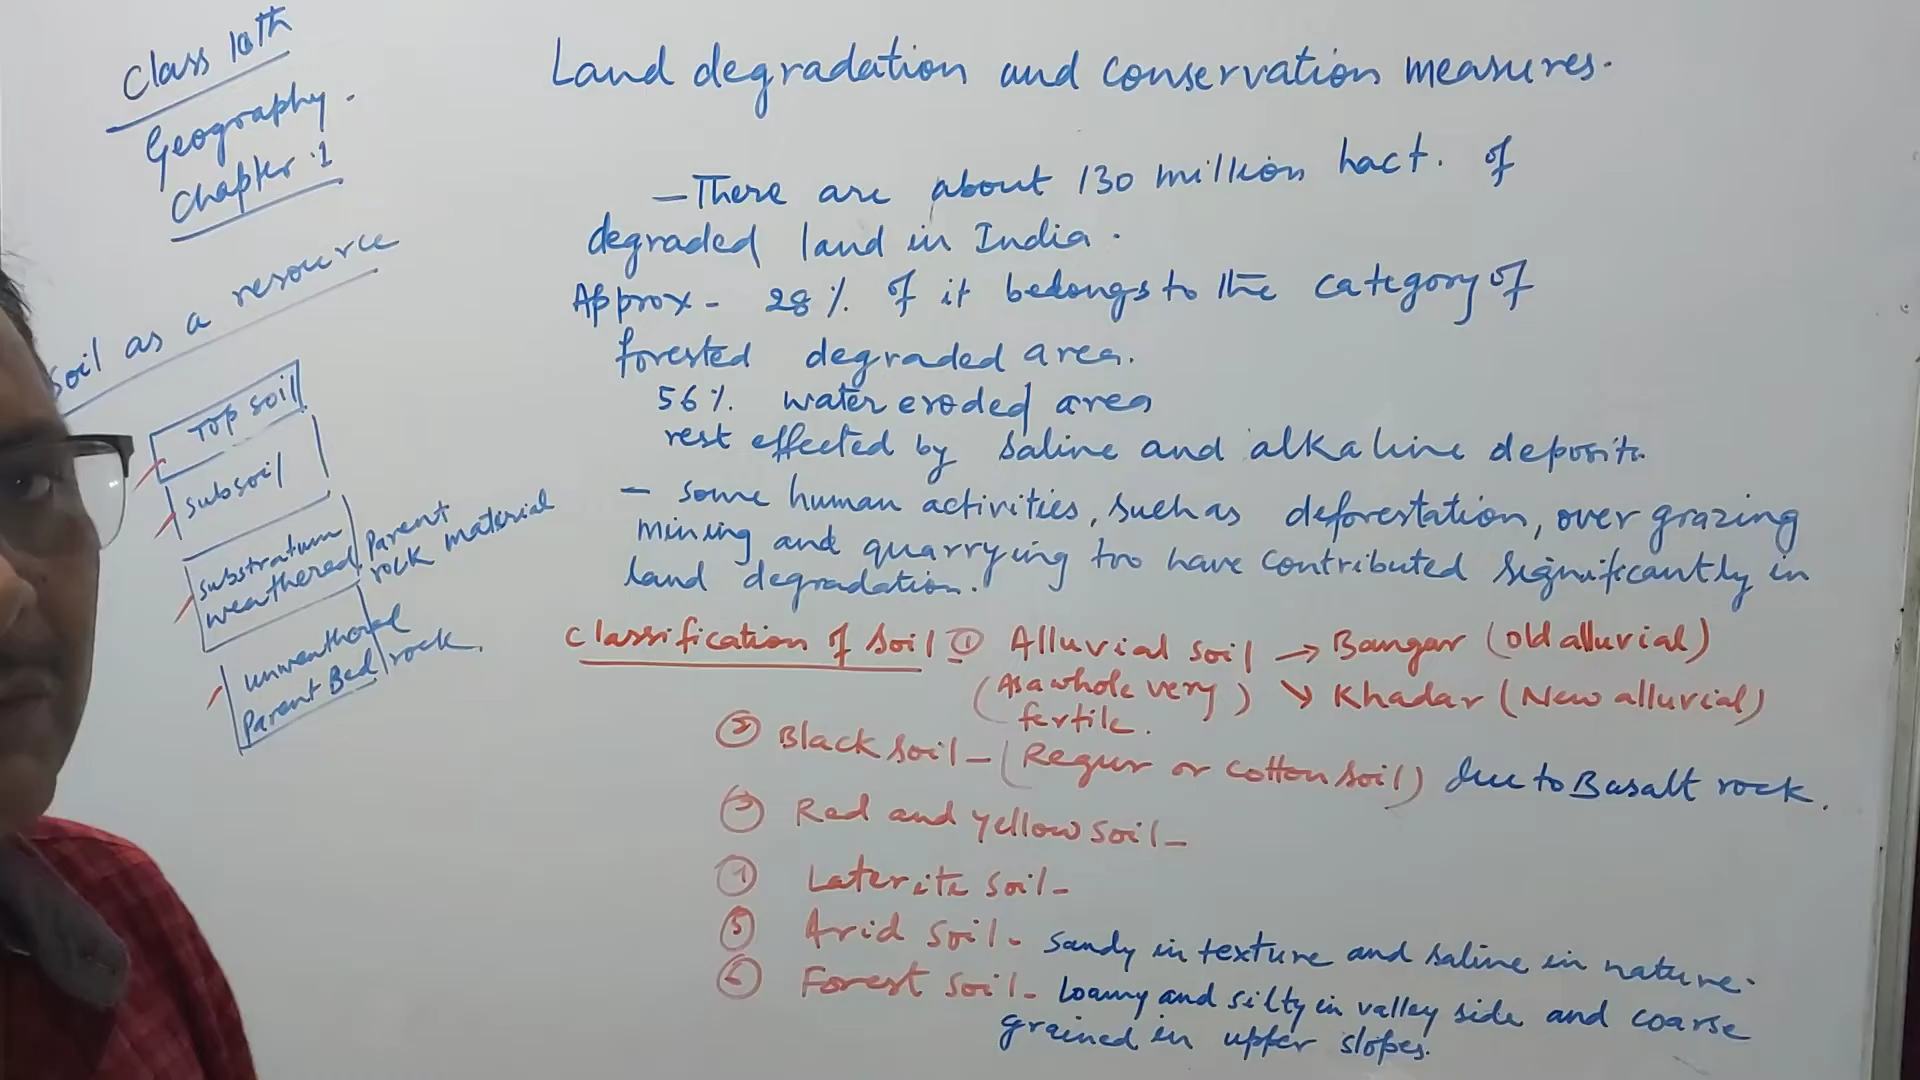 Class 10th
Geography.
Chapter .1
Soil as a resource
Top soil
subsoil
substratum
weathered
Parent
rock material
unweathered
Parent Bed rock.
Land degradation and conservation measures.
- There are about 130 million hact. of
degraded land in India.
Approx - 28%. of it belongs to the category of
forested degraded area.
56%. water eroded area
rest effected by saline and alkaline deposits.
- some human activities, such as deforestation, over grazing
mining and quarrying too have contributed significantly in
land degradation.
Classification of soil ① Alluvial soil → Bangar (old alluvial)
(As a whole very) ↘ Khadar (New alluvial)
fertile.
② Black soil - (Regur or cotton soil) due to Basalt rock.
③ Red and yellow soil -
④ Laterite soil -
⑤ Arid soil - sandy in texture and saline in nature.
⑥ Forest soil - loamy and silty in valley side and coarse
grained in upper slopes.